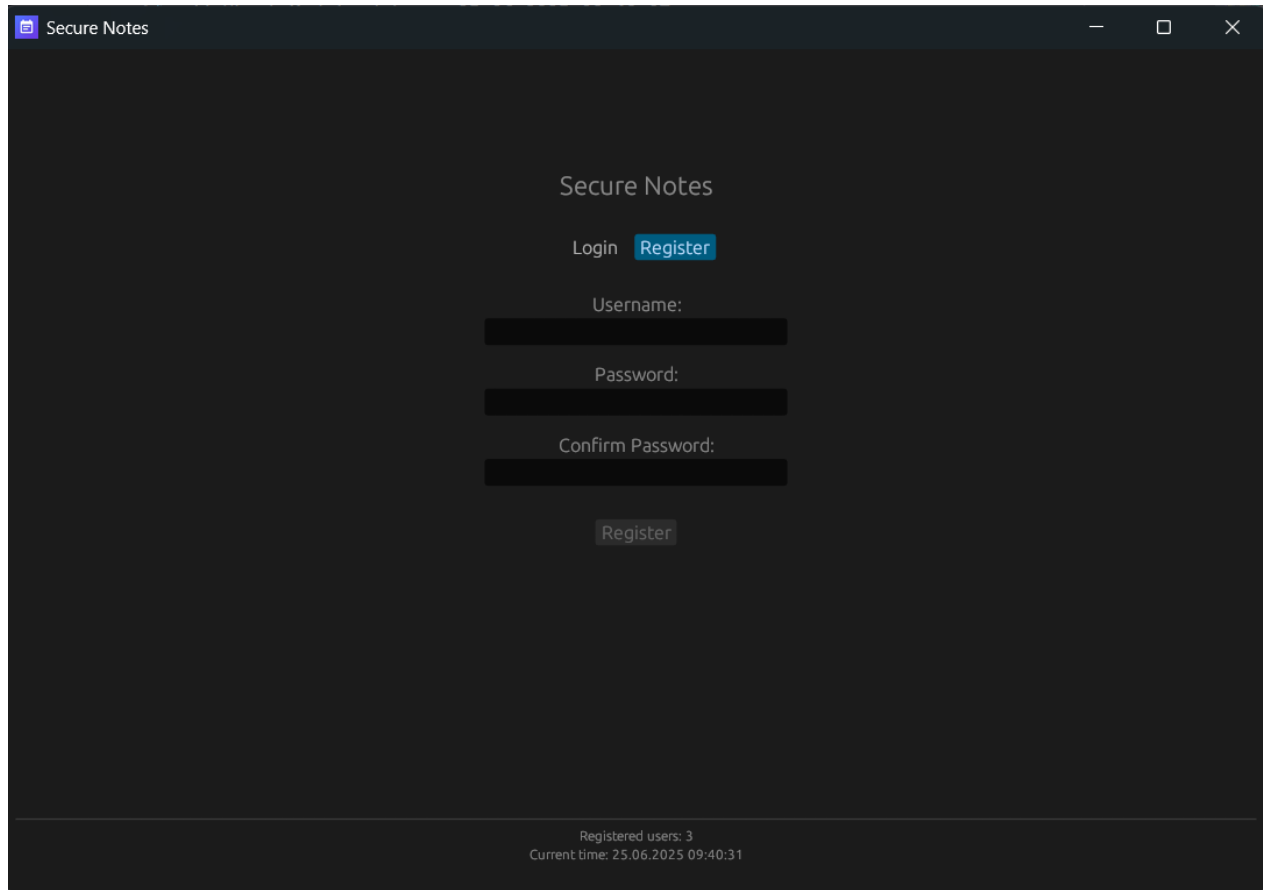 Secure Notes
Secure Notes
Login Register
Username:
Password:
Confirm Password:
Register
Registered users: 3
Current time: 25.06.2025 09:40:31